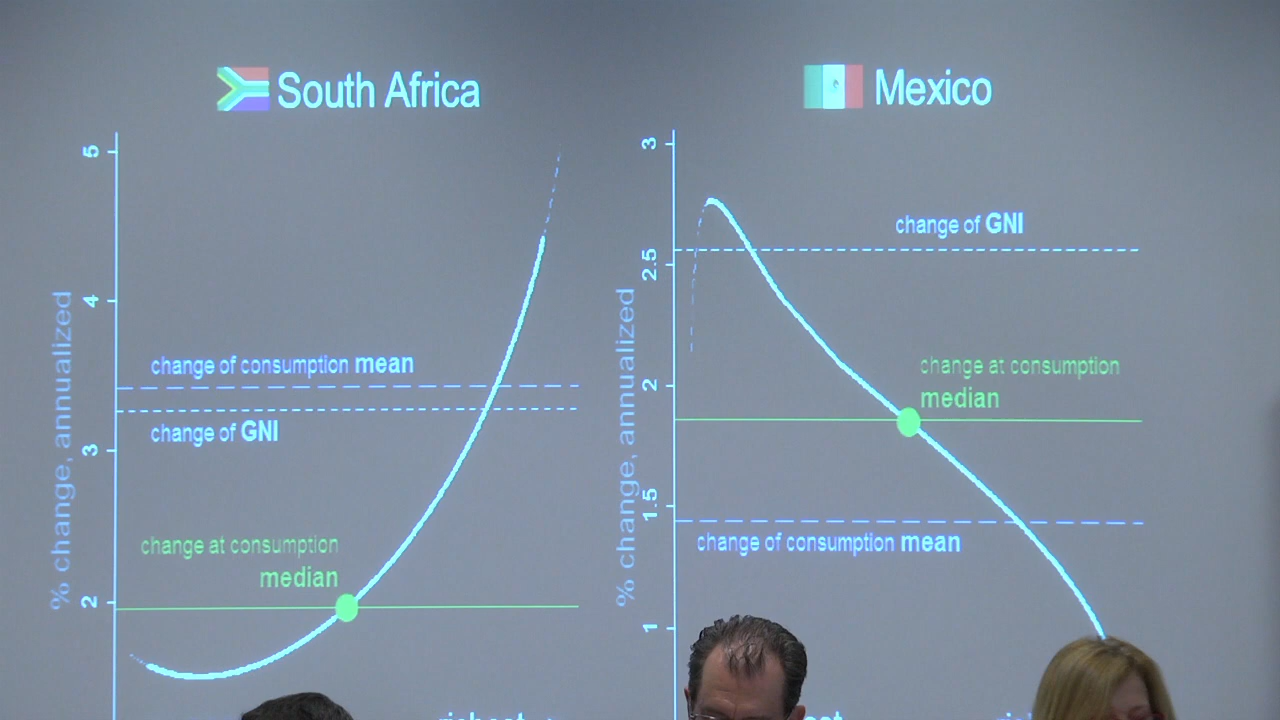 South Africa
5
4
3
2
% change, annualized
change of consumption mean
change of GNI
change at consumption
median
Mexico
3
2.5
2
1.5
1
% change, annualized
change of GNI
change at consumption
median
change of consumption mean